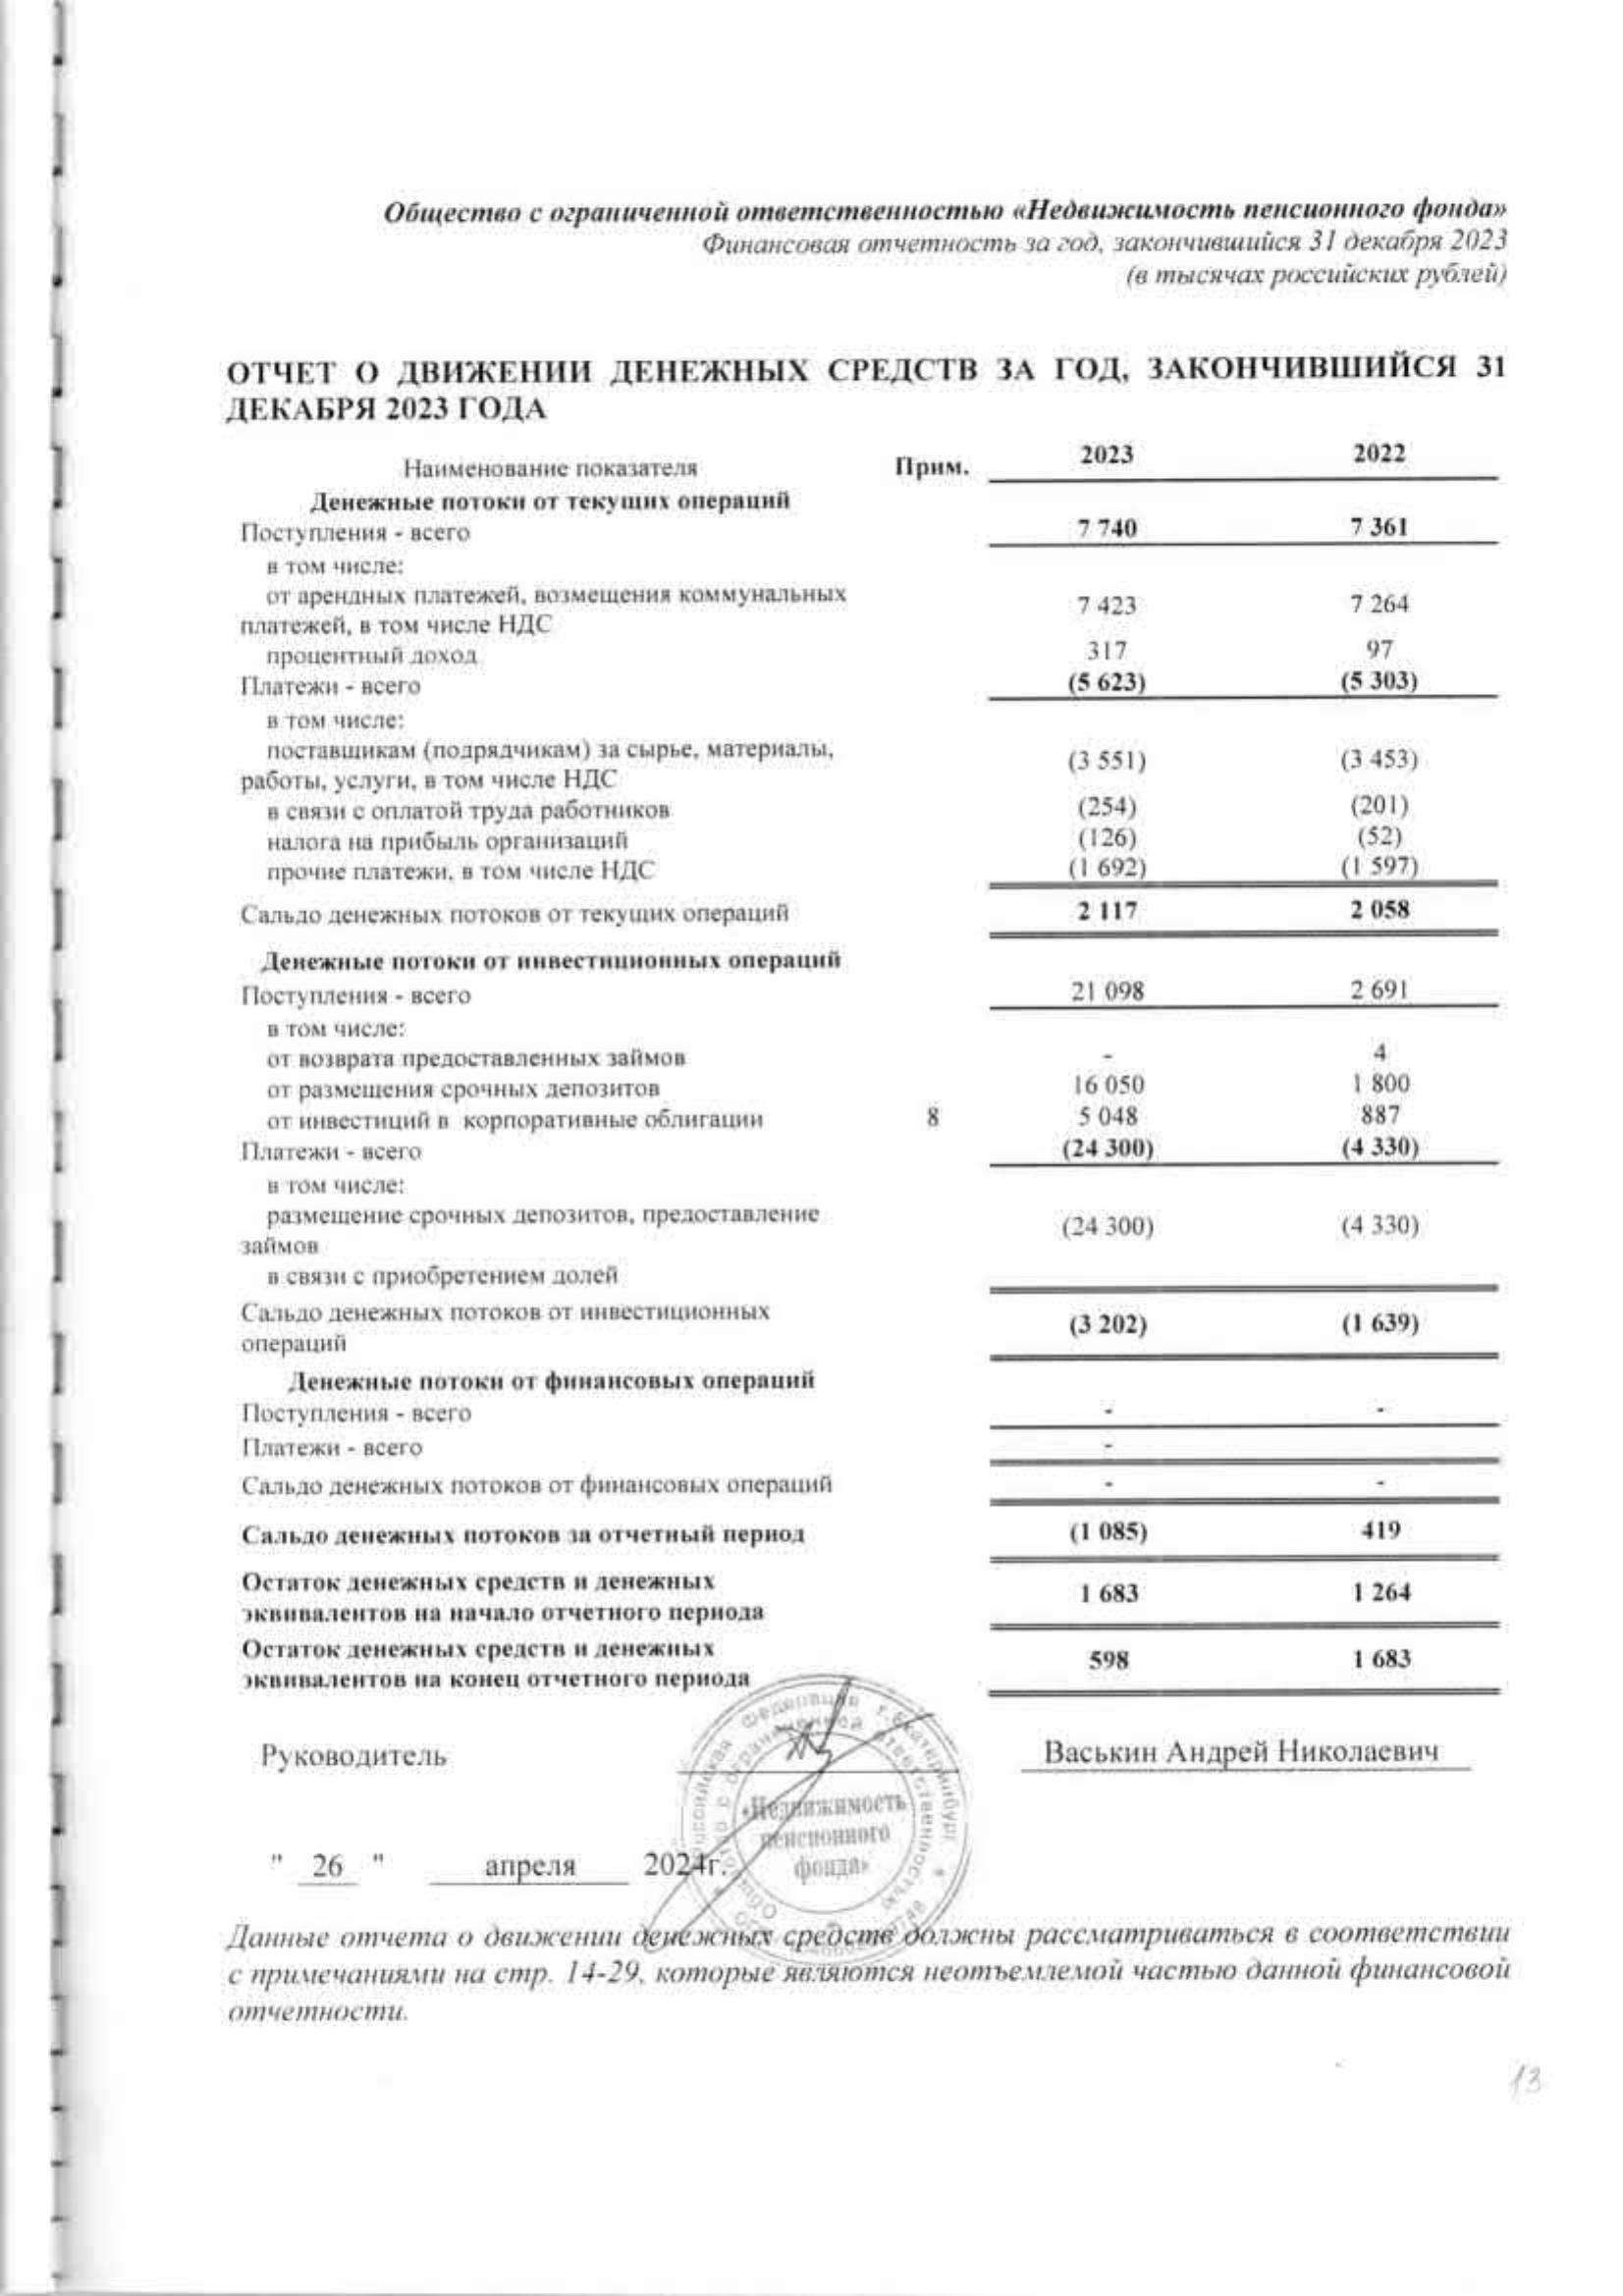 Общество с ограниченной ответственностью «Недвижимость пенсионного фонда»
Финансовая отчетность за год, закончившийся 31 декабря 2023
(в тысячах российских рублей)
ОТЧЕТ О ДВИЖЕНИИ ДЕНЕЖНЫХ СРЕДСТВ ЗА ГОД, ЗАКОНЧИВШИЙСЯ 31
ДЕКАБРЯ 2023 ГОДА
Наименование показателя Прим. 2023 2022
Денежные потоки от текущих операций
Поступления - всего 7 740 7 361
в том числе:
от арендных платежей, возмещения коммунальных
платежей, в том числе НДС 7 423 7 264
процентный доход 317 97
Платежи - всего (5 623) (5 303)
в том числе:
поставщикам (подрядчикам) за сырье, материалы,
работы, услуги, в том числе НДС (3 551) (3 453)
в связи с оплатой труда работников (254) (201)
налога на прибыль организаций (126) (52)
прочие платежи, в том числе НДС (1 692) (1 597)
Сальдо денежных потоков от текущих операций 2 117 2 058
Денежные потоки от инвестиционных операций
Поступления - всего 21 098 2 691
в том числе:
от возврата предоставленных займов - 4
от размещения срочных депозитов 16 050 1 800
от инвестиций в корпоративные облигации 8 5 048 887
Платежи - всего (24 300) (4 330)
в том числе:
размещение срочных депозитов, предоставление
займов (24 300) (4 330)
в связи с приобретением долей
Сальдо денежных потоков от инвестиционных
операций (3 202) (1 639)
Денежные потоки от финансовых операций
Поступления - всего - -
Платежи - всего -
Сальдо денежных потоков от финансовых операций - -
Сальдо денежных потоков за отчетный период (1 085) 419
Остаток денежных средств и денежных
эквивалентов на начало отчетного периода 1 683 1 264
Остаток денежных средств и денежных
эквивалентов на конец отчетного периода 598 1 683
Руководитель Васькин Андрей Николаевич
«Недвижимость
пенсионного
фонда»
" 26 " апреля 2024г.
Данные отчета о движении денежных средств должны рассматриваться в соответствии
с примечаниями на стр. 14-29, которые являются неотъемлемой частью данной финансовой
отчетности.
13